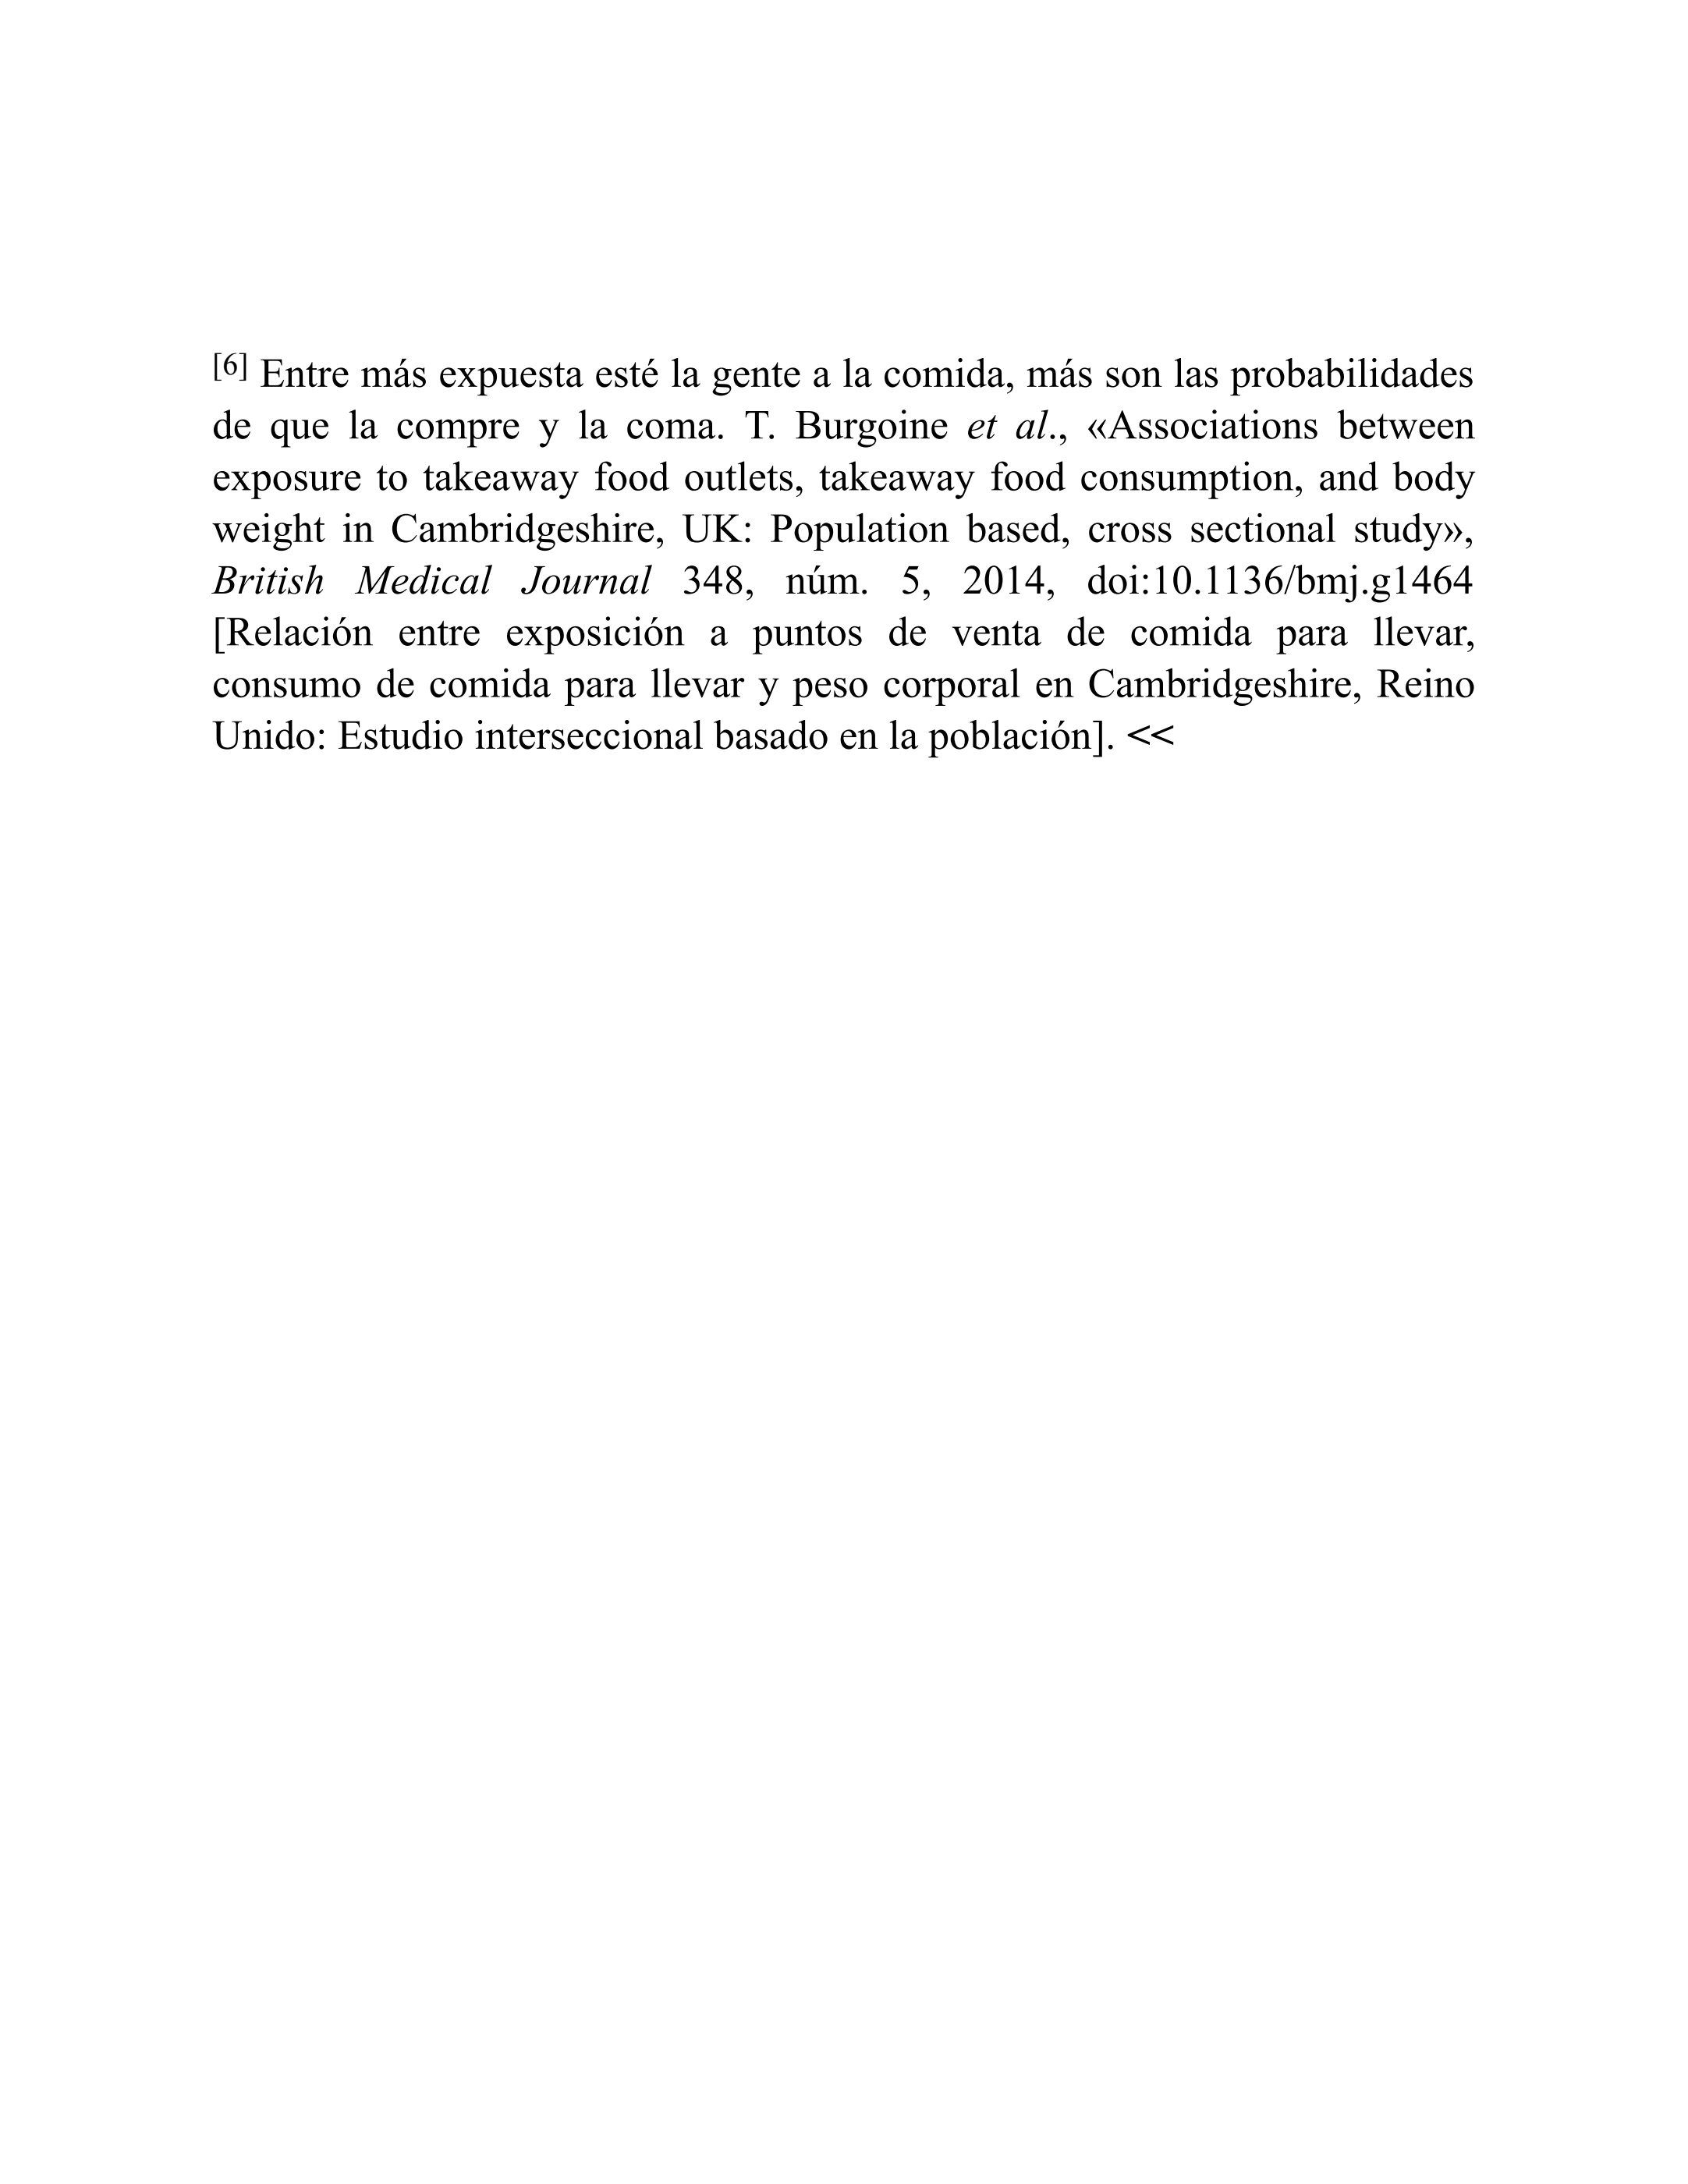 [6] Entre más expuesta esté la gente a la comida, más son las probabilidades
de que la compre y la coma. T. Burgoine et al., «Associations between
exposure to takeaway food outlets, takeaway food consumption, and body
weight in Cambridgeshire, UK: Population based, cross sectional study»,
British Medical Journal 348, núm. 5, 2014, doi:10.1136/bmj.g1464
[Relación entre exposición a puntos de venta de comida para llevar,
consumo de comida para llevar y peso corporal en Cambridgeshire, Reino
Unido: Estudio interseccional basado en la población]. <<